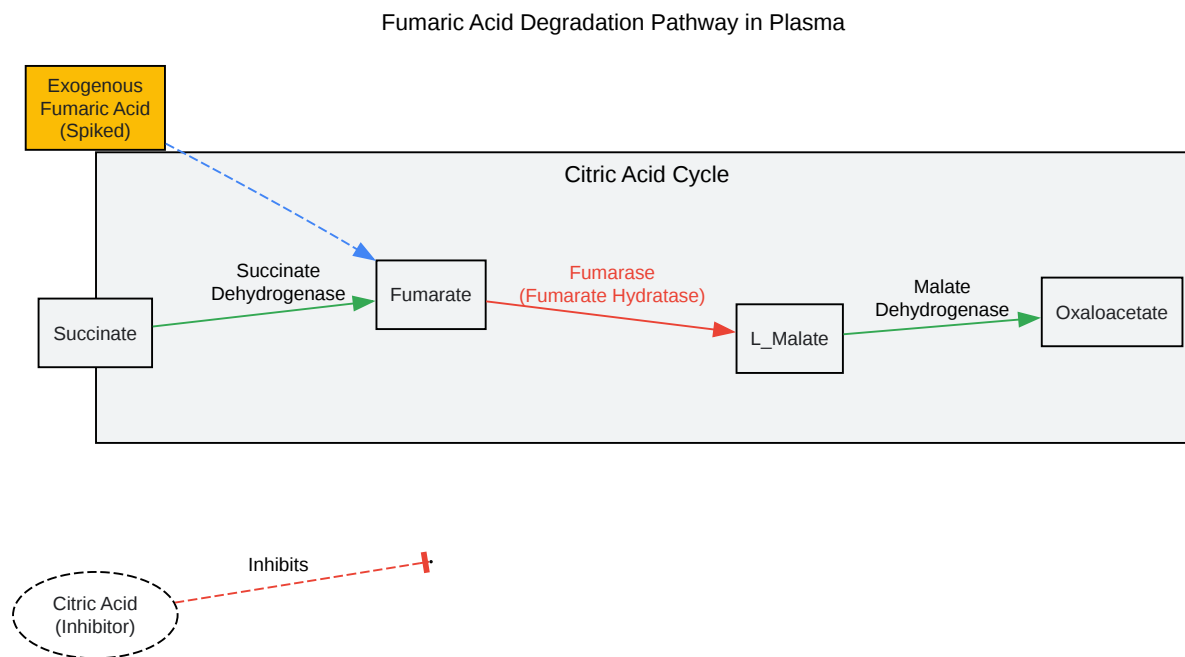 Fumaric Acid Degradation Pathway in Plasma
Exogenous
Fumaric Acid
(Spiked)
Citric Acid Cycle
Succinate
Dehydrogenase
Fumarase
(Fumarate Hydratase)
Malate
Dehydrogenase
Succinate
Fumarate
L_Malate
Oxaloacetate
Inhibits
Citric Acid
(Inhibitor)